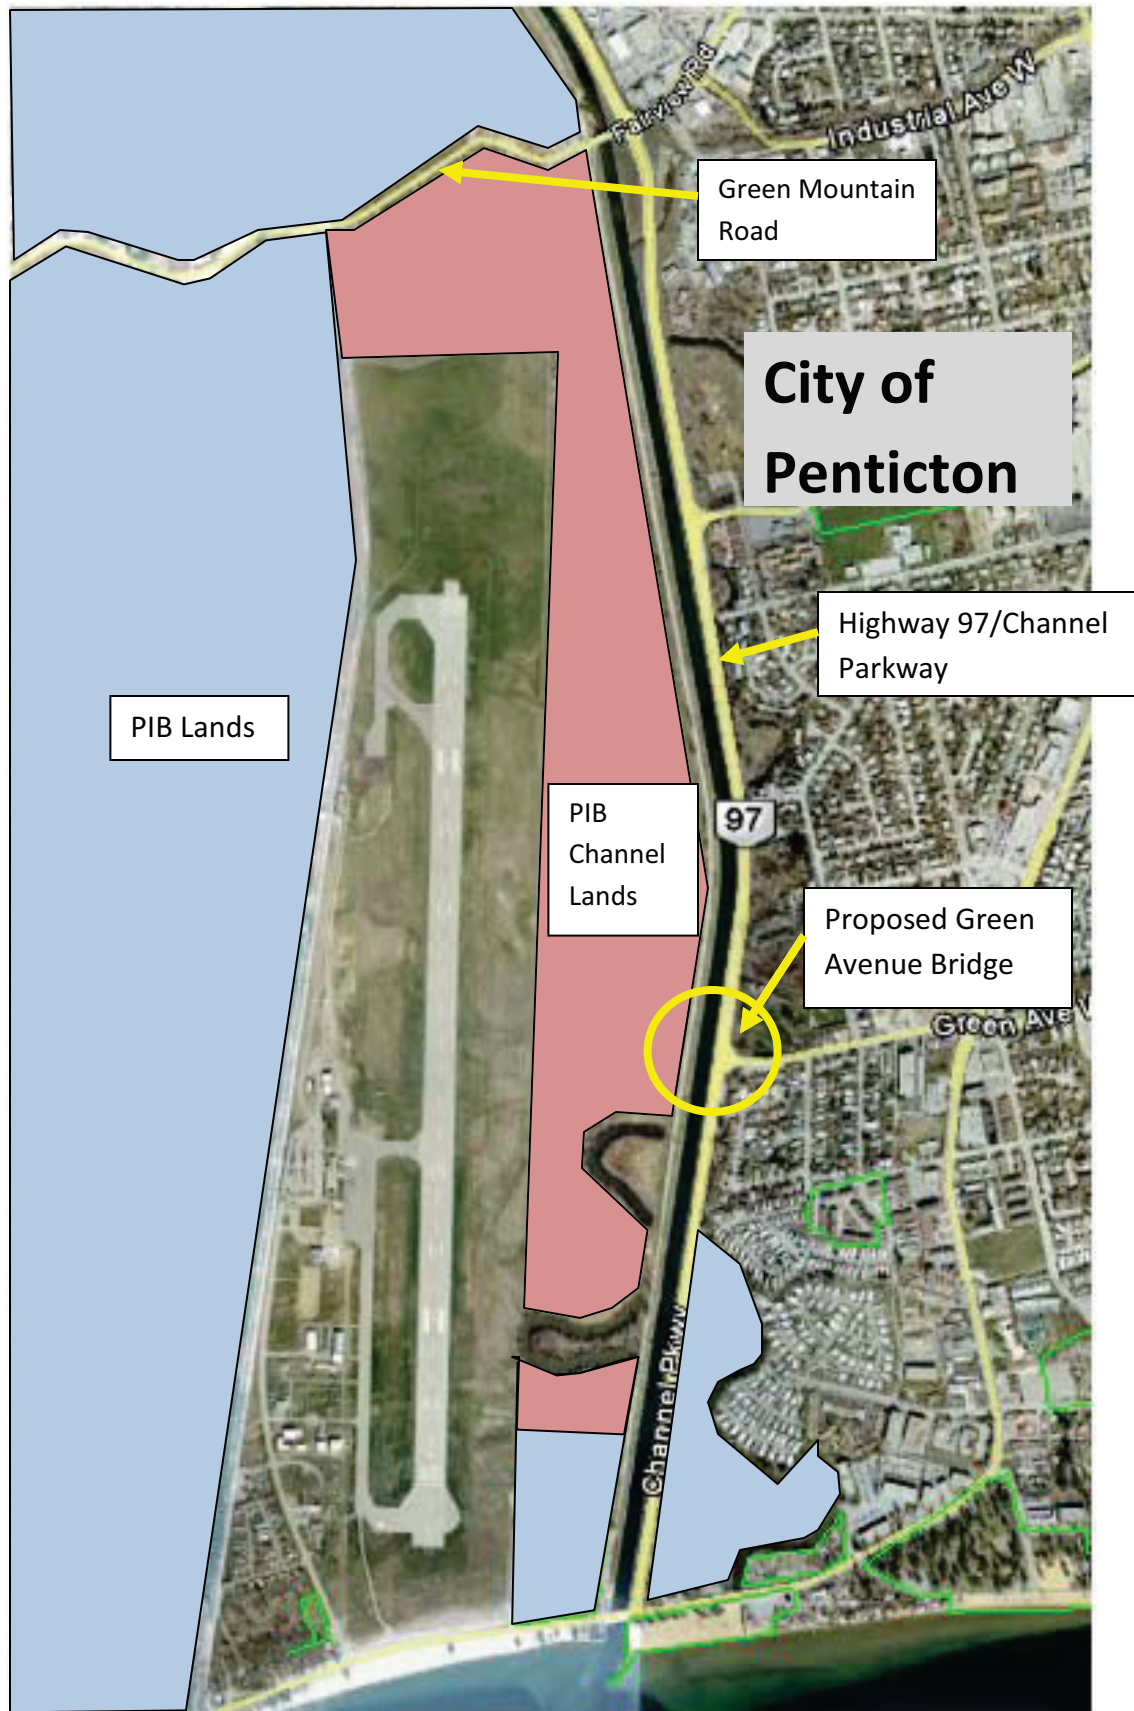 Fairview Rd
Industrial Ave W
Green Mountain
Road
City of
Penticton
Highway 97/Channel
Parkway
PIB Lands
PIB
Channel
Lands
97
Proposed Green
Avenue Bridge
Green Ave W
Channel Pkwy